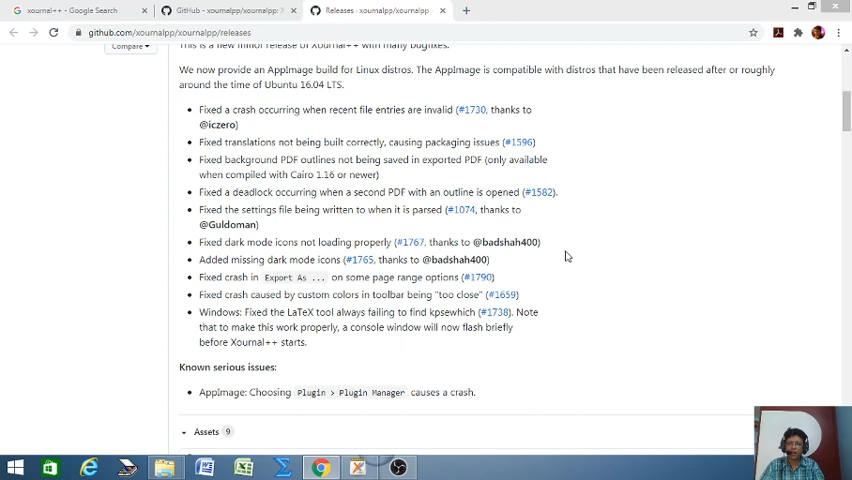 xournal++ - Google Search
GitHub - xournalpp/xournalpp: X
Releases · xournalpp/xournalpp
github.com/xournalpp/xournalpp/releases
Compare
This is a new minor release of Xournal++ with many bugfixes.
We now provide an AppImage build for Linux distros. The AppImage is compatible with distros that have been released after or roughly
around the time of Ubuntu 16.04 LTS.
• Fixed a crash occurring when recent file entries are invalid (#1730, thanks to
@iczero)
• Fixed translations not being built correctly, causing packaging issues (#1596)
• Fixed background PDF outlines not being saved in exported PDF (only available
when compiled with Cairo 1.16 or newer)
• Fixed a deadlock occurring when a second PDF with an outline is opened (#1582).
• Fixed the settings file being written to when it is parsed (#1074, thanks to
@Guldoman)
• Fixed dark mode icons not loading properly (#1767, thanks to @badshah400)
• Added missing dark mode icons (#1765, thanks to @badshah400)
• Fixed crash in Export As ... on some page range options (#1790)
• Fixed crash caused by custom colors in toolbar being "too close" (#1659)
• Windows: Fixed the LaTeX tool always failing to find kpsewhich (#1738). Note
that to make this work properly, a console window will now flash briefly
before Xournal++ starts.
Known serious issues:
• AppImage: Choosing Plugin > Plugin Manager causes a crash.
Assets 9